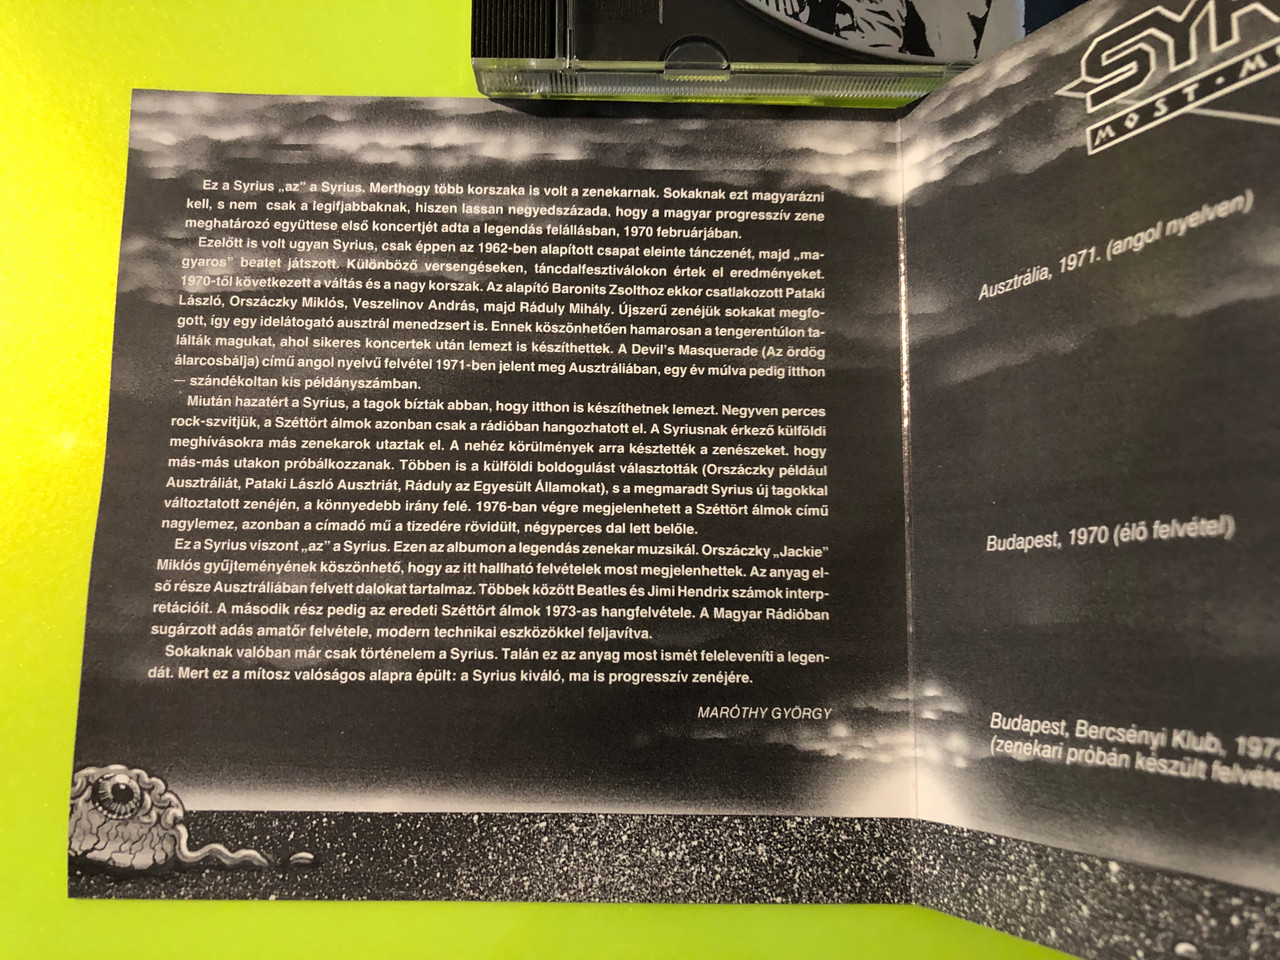 Ez a Syrius „az” a Syrius. Merthogy több korszaka is volt a zenekarnak. Sokaknak ezt magyarázni
kell, s nem csak a legifjabbaknak, hiszen lassan negyedszázada, hogy a magyar progresszív zene
meghatározó együttese első koncertjét adta a legendás felállásban, 1970 februárjában.
Ezelőtt is volt ugyan Syrius, csak éppen az 1962-ben alapított csapat eleinte tánczenét, majd „ma-
gyaros” beatet játszott. Különböző versengéseken, táncdalfesztiválokon értek el eredményeket.
1970-től következett a váltás és a nagy korszak. Az alapító Baronits Zsolthoz ekkor csatlakozott Pataki
László, Orszáczky Miklós, Veszelinov András, majd Ráduly Mihály. Újszerű zenéjük sokakat megfo-
gott, így egy idelátogató ausztrál menedzsert is. Ennek köszönhetően hamarosan a tengerentúlon ta-
lálták magukat, ahol sikeres koncertek után lemezt is készíthettek. A Devil's Masquerade (Az ördög
álarcosbálja) című angol nyelvű felvétel 1971-ben jelent meg Ausztráliában, egy év múlva pedig itthon
— szándékoltan kis példányszámban.
Miután hazatért a Syrius, a tagok bíztak abban, hogy itthon is készíthetnek lemezt. Negyven perces
rock-szvitjük, a Széttört álmok azonban csak a rádióban hangozhatott el. A Syriusnak érkező külföldi
meghívásokra más zenekarok utaztak el. A nehéz körülmények arra késztették a zenészeket. hogy
más-más utakon próbálkozzanak. Többen is a külföldi boldogulást választották (Orszáczky például
Ausztráliát, Pataki László Ausztriát, Ráduly az Egyesült Államokat), s a megmaradt Syrius új tagokkal
változtatott zenéjén, a könnyedebb irány felé. 1976-ban végre megjelenhetett a Széttört álmok című
nagylemez, azonban a címadó mű a tizedére rövidült, négyperces dal lett belőle.
Ez a Syrius viszont „az” a Syrius. Ezen az albumon a legendás zenekar muzsikál. Orszáczky „Jackie”
Miklós gyűjteményének köszönhető, hogy az itt hallható felvételek most megjelenhettek. Az anyag el-
ső része Ausztráliában felvett dalokat tartalmaz. Többek között Beatles és Jimi Hendrix számok interp-
retációit. A második rész pedig az eredeti Széttört álmok 1973-as hangfelvétele. A Magyar Rádióban
sugárzott adás amatőr felvétele, modern technikai eszközökkel feljavítva.
Sokaknak valóban már csak történelem a Syrius. Talán ez az anyag most ismét feleleveníti a legen-
dát. Mert ez a mítosz valóságos alapra épült: a Syrius kiváló, ma is progresszív zenéjére.
MARÓTHY GYÖRGY
MOST
Ausztrália, 1971. (angol nyelven)
Budapest, 1970 (élő felvétel)
Budapest, Bercsényi Klub,
(zenekari próbán készült